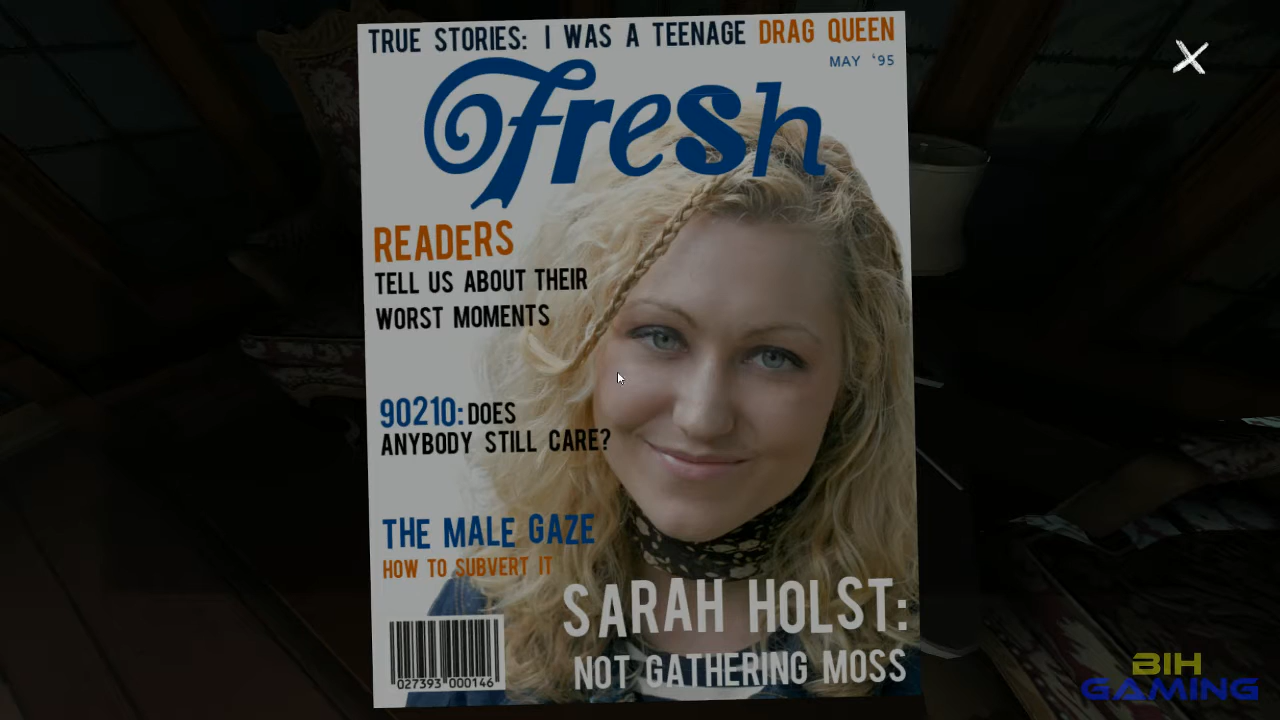 TRUE STORIES: I WAS A TEENAGE DRAG QUEEN
MAY '95
Fresh
READERS
TELL US ABOUT THEIR
WORST MOMENTS
90210: DOES
ANYBODY STILL CARE?
THE MALE GAZE
HOW TO SUBVERT IT
SARAH HOLST:
NOT GATHERING MOSS
027393 000146
BIH
GAMING